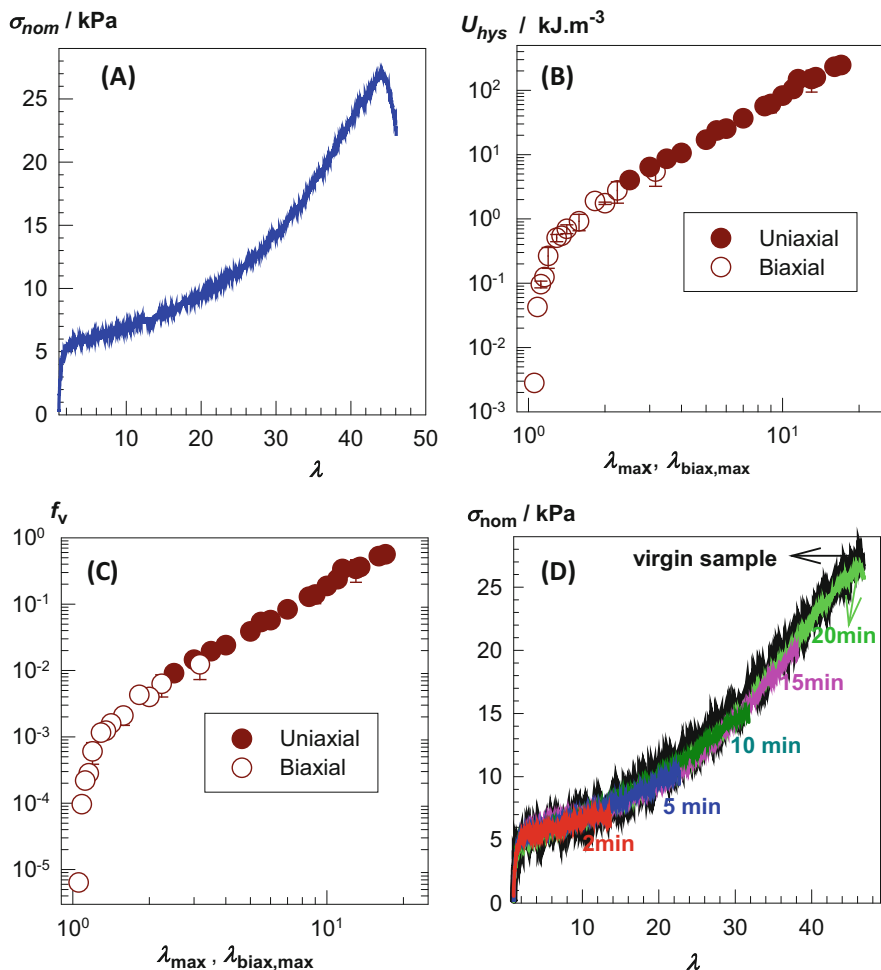 σnom / kPa
(A)
25
20
15
10
5
0
10 20 30 40 50
λ
Uhys / kJ.m-3
(B)
10^2
10^1
10^0
10^-1
10^-2
10^-3
Uniaxial
Biaxial
10^0 10^1
λmax, λbiax,max
fv
(C)
10^0
10^-1
10^-2
10^-3
10^-4
10^-5
Uniaxial
Biaxial
10^0 10^1
λmax , λbiax,max
σnom / kPa
(D)
virgin sample
25
20
15
10
5
0
20min
15min
10 min
5 min
2min
0 10 20 30 40
λ